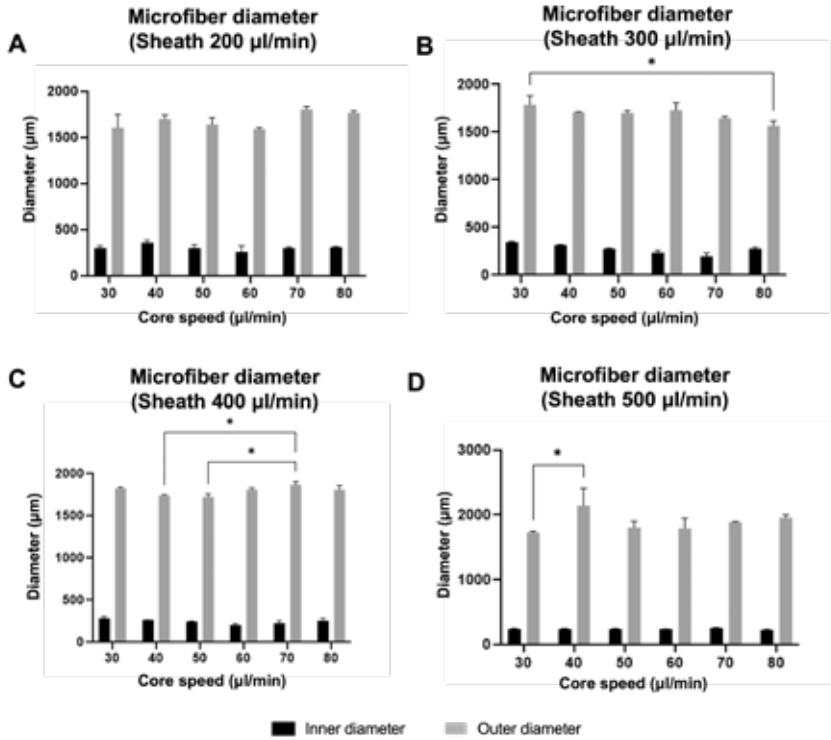 A
Microfiber diameter
(Sheath 200 µl/min)
Diameter (µm)
2000
1500
1000
500
0
30 40 50 60 70 80
Core speed (µl/min)
B
Microfiber diameter
(Sheath 300 µl/min)
*
Diameter (µm)
2000
1500
1000
500
0
30 40 50 60 70 80
Core speed (µl/min)
C
Microfiber diameter
(Sheath 400 µl/min)
*
*
Diameter (µm)
2000
1500
1000
500
0
30 40 50 60 70 80
Core speed (µl/min)
D
Microfiber diameter
(Sheath 500 µl/min)
*
Diameter (µm)
3000
2000
1000
0
30 40 50 60 70 80
Core speed (µl/min)
Inner diameter Outer diameter